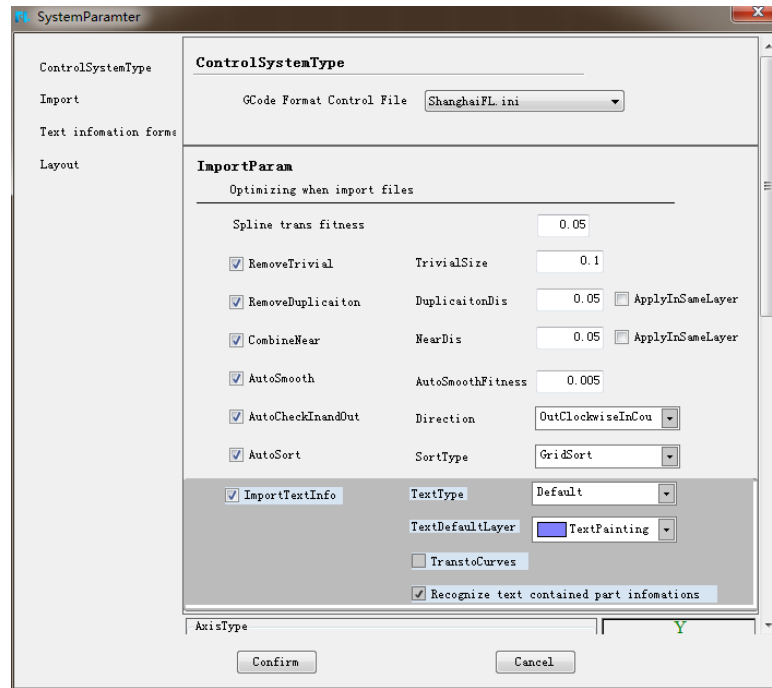 SystemParamter
ControlSystemType
Import
Text infomation forma
Layout
ControlSystemType
GCode Format Control File ShanghaiFL.ini
ImportParam
Optimizing when import files
Spline trans fitness 0.05
RemoveTrivial TrivialSize 0.1
RemoveDuplicaiton DuplicaitonDis 0.05 ApplyInSameLayer
CombineNear NearDis 0.05 ApplyInSameLayer
AutoSmooth AutoSmoothFitness 0.005
AutoCheckInandOut Direction OutClockwiseInCou
AutoSort SortType GridSort
ImportTextInfo TextType Default
TextDefaultLayer TextPainting
TranstoCurves
Recognize text contained part infomations
AxisType Y
Confirm Cancel